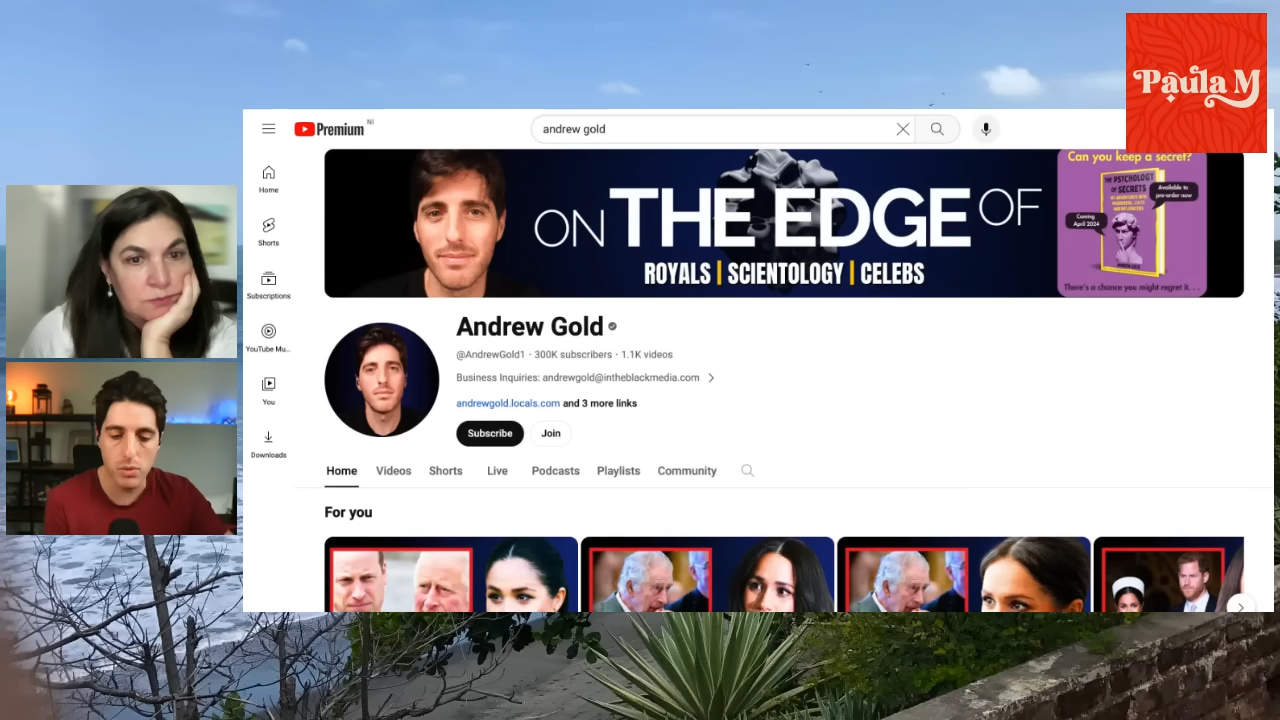 Paula M
Premium
NI
andrew gold
Home
Shorts
Subscriptions
YouTube Mu...
You
Downloads
ON THE EDGE OF
ROYALS | SCIENTOLOGY | CELEBS
Can you keep a secret?
THE PSYCHOLOGY
OF SECRETS
Available to
pre-order now
Coming
April 2024
There's a chance you might regret it...
Andrew Gold
@AndrewGold1 · 300K subscribers · 1.1K videos
Business Inquiries: andrewgold@intheblackmedia.com
andrewgold.locals.com and 3 more links
Subscribe
Join
Home
Videos
Shorts
Live
Podcasts
Playlists
Community
For you